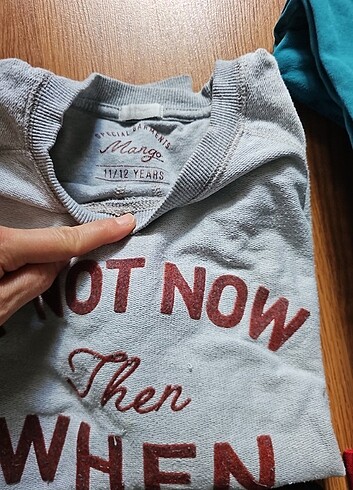 SPECIAL GARMENTS
Mango
11/12 YEARS
NOT NOW
Then
WHEN